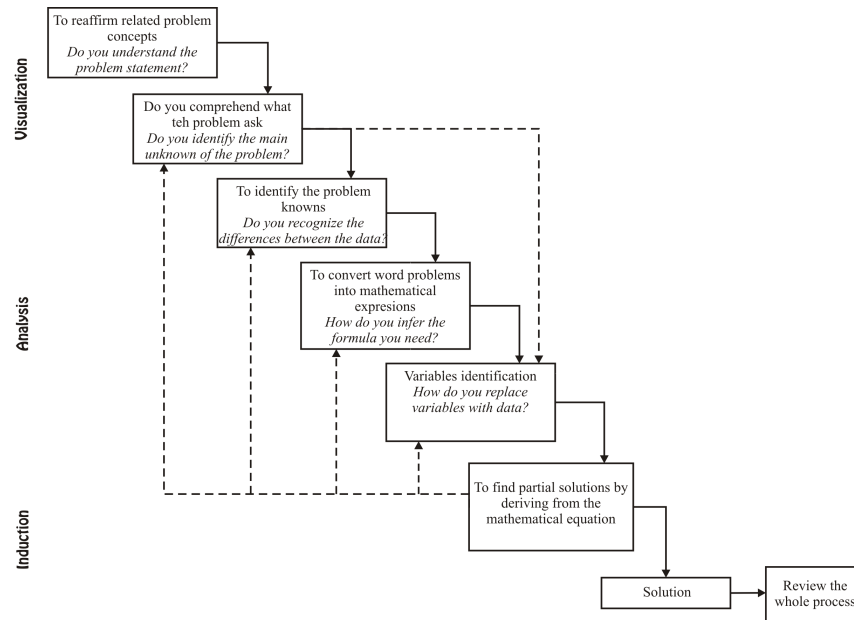 Visualization
To reaffirm related problem
concepts
Do you understand the
problem statement?
Do you comprehend what
teh problem ask
Do you identify the main
unknown of the problem?
To identify the problem
knowns
Do you recognize the
differences between the data?
Analysis
To convert word problems
into mathematical
expresions
How do you infer the
formula you need?
Variables identification
How do you replace
variables with data?
Induction
To find partial solutions by
deriving from the
mathematical equation
Solution
Review the
whole process